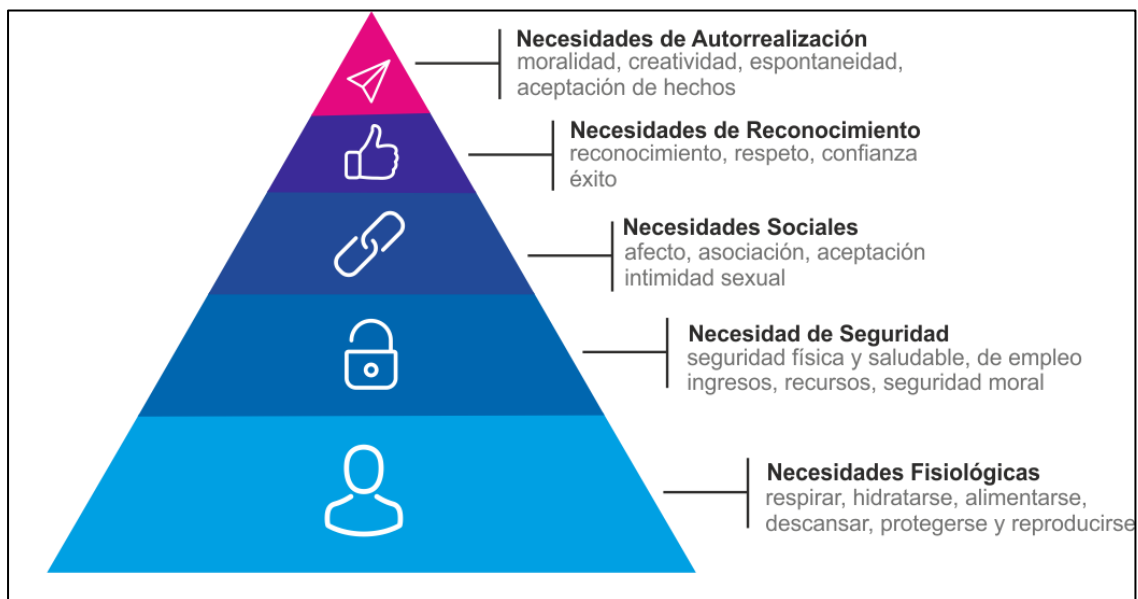 Necesidades de Autorrealización
moralidad, creatividad, espontaneidad,
aceptación de hechos
Necesidades de Reconocimiento
reconocimiento, respeto, confianza
éxito
Necesidades Sociales
afecto, asociación, aceptación
intimidad sexual
Necesidad de Seguridad
seguridad física y saludable, de empleo
ingresos, recursos, seguridad moral
Necesidades Fisiológicas
respirar, hidratarse, alimentarse,
descansar, protegerse y reproducirse